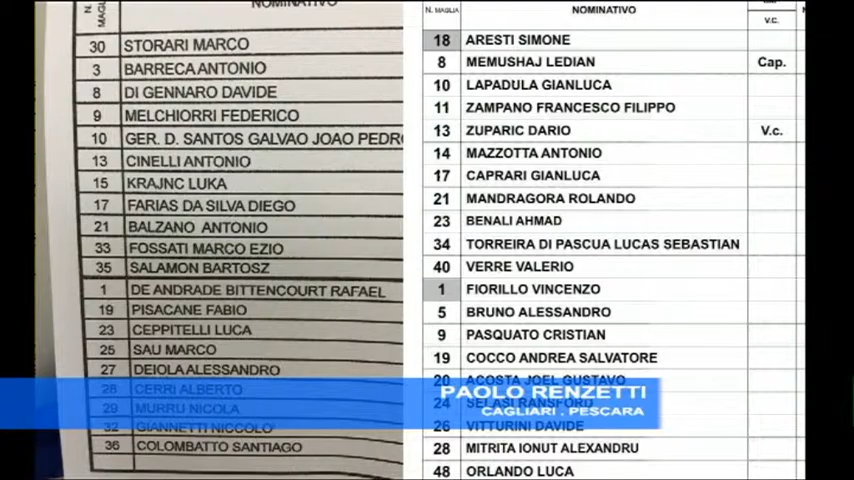 N. MAGLIA NOMINATIVO
30 STORARI MARCO
3 BARRECA ANTONIO
8 DI GENNARO DAVIDE
9 MELCHIORRI FEDERICO
10 GER. D. SANTOS GALVAO JOAO PEDRO
13 CINELLI ANTONIO
15 KRAJNC LUKA
17 FARIAS DA SILVA DIEGO
21 BALZANO ANTONIO
33 FOSSATI MARCO EZIO
35 SALAMON BARTOSZ
1 DE ANDRADE BITTENCOURT RAFAEL
19 PISACANE FABIO
23 CEPPITELLI LUCA
25 SAU MARCO
27 DEIOLA ALESSANDRO
28 CERRI ALBERTO
29 MURRU NICOLA
32 GIANNETTI NICCOLO'
36 COLOMBATTO SANTIAGO
N. MAGLIA NOMINATIVO V.C.
18 ARESTI SIMONE
8 MEMUSHAJ LEDIAN Cap.
10 LAPADULA GIANLUCA
11 ZAMPANO FRANCESCO FILIPPO
13 ZUPARIC DARIO V.c.
14 MAZZOTTA ANTONIO
17 CAPRARI GIANLUCA
21 MANDRAGORA ROLANDO
23 BENALI AHMAD
34 TORREIRA DI PASCUA LUCAS SEBASTIAN
40 VERRE VALERIO
1 FIORILLO VINCENZO
5 BRUNO ALESSANDRO
9 PASQUATO CRISTIAN
19 COCCO ANDREA SALVATORE
20 ACOSTA JOEL GUSTAVO
24 SELASI RANSFORD
26 VITTURINI DAVIDE
28 MITRITA IONUT ALEXANDRU
48 ORLANDO LUCA
PAOLO RENZETTI
CAGLIARI . PESCARA